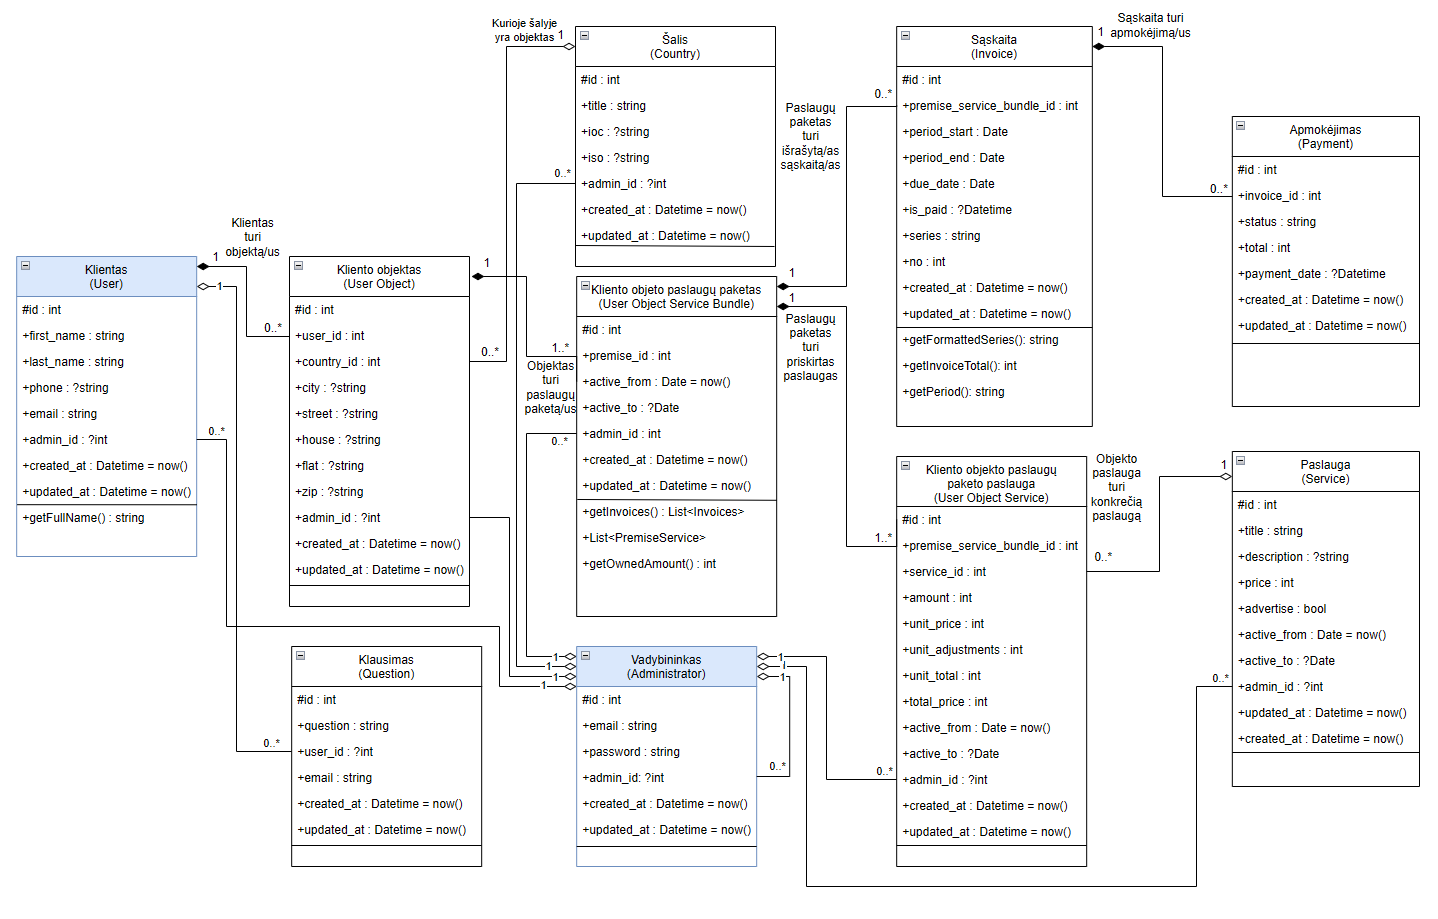 Kurioje šalyje
yra objektas
1
Šalis
(Country)
#id : int
+title : string
+ioc : ?string
+iso : ?string
+admin_id : ?int
+created_at : Datetime = now()
+updated_at : Datetime = now()
0..*
Paslaugų
paketas
turi
išrašytą/as
sąskaitą/as
0..*
Sąskaita
(Invoice)
#id : int
+premise_service_bundle_id : int
+period_start : Date
+period_end : Date
+due_date : Date
+is_paid : ?Datetime
+series : string
+no : int
+created_at : Datetime = now()
+updated_at : Datetime = now()
+getFormattedSeries(): string
+getInvoiceTotal(): int
+getPeriod(): string
Sąskaita turi
apmokėjimą/us
1
0..*
Apmokėjimas
(Payment)
#id : int
+invoice_id : int
+status : string
+total : int
+payment_date : ?Datetime
+created_at : Datetime = now()
+updated_at : Datetime = now()
Klientas
(User)
#id : int
+first_name : string
+last_name : string
+phone : ?string
+email : string
+admin_id : ?int
+created_at : Datetime = now()
+updated_at : Datetime = now()
+getFullName() : string
Klientas
turi
objektą/us
1
1
0..*
0..*
Kliento objektas
(User Object)
#id : int
+user_id : int
+country_id : int
+city : ?string
+street : ?string
+house : ?string
+flat : ?string
+zip : ?string
+admin_id : ?int
+created_at : Datetime = now()
+updated_at : Datetime = now()
1
0..*
1..*
Objektas
turi
paslaugų
paketą/us
0..*
Kliento objeto paslaugų paketas
(User Object Service Bundle)
#id : int
+premise_id : int
+active_from : Date = now()
+active_to : ?Date
+admin_id : int
+created_at : Datetime = now()
+updated_at : Datetime = now()
+getInvoices() : List<Invoices>
+List<PremiseService>
+getOwnedAmount() : int
1
1
Paslaugų
paketas
turi
priskirtas
paslaugas
1..*
Kliento objekto paslaugų
paketo paslauga
(User Object Service)
#id : int
+premise_service_bundle_id : int
+service_id : int
+amount : int
+unit_price : int
+unit_adjustments : int
+unit_total : int
+total_price : int
+active_from : Date = now()
+active_to : ?Date
+admin_id : ?int
+created_at : Datetime = now()
+updated_at : Datetime = now()
Objekto
paslauga
turi
konkrečią
paslaugą
0..*
1
Paslauga
(Service)
#id : int
+title : string
+description : ?string
+price : int
+advertise : bool
+active_from : Date = now()
+active_to : ?Date
+admin_id : ?int
+updated_at : Datetime = now()
+created_at : Datetime = now()
0..*
0..*
Klausimas
(Question)
#id : int
+question : string
+user_id : ?int
+email : string
+created_at : Datetime = now()
+updated_at : Datetime = now()
0..*
1
1
1
1
Vadybininkas
(Administrator)
#id : int
+email : string
+password : string
+admin_id: ?int
+created_at : Datetime = now()
+updated_at : Datetime = now()
1
1
1
0..*